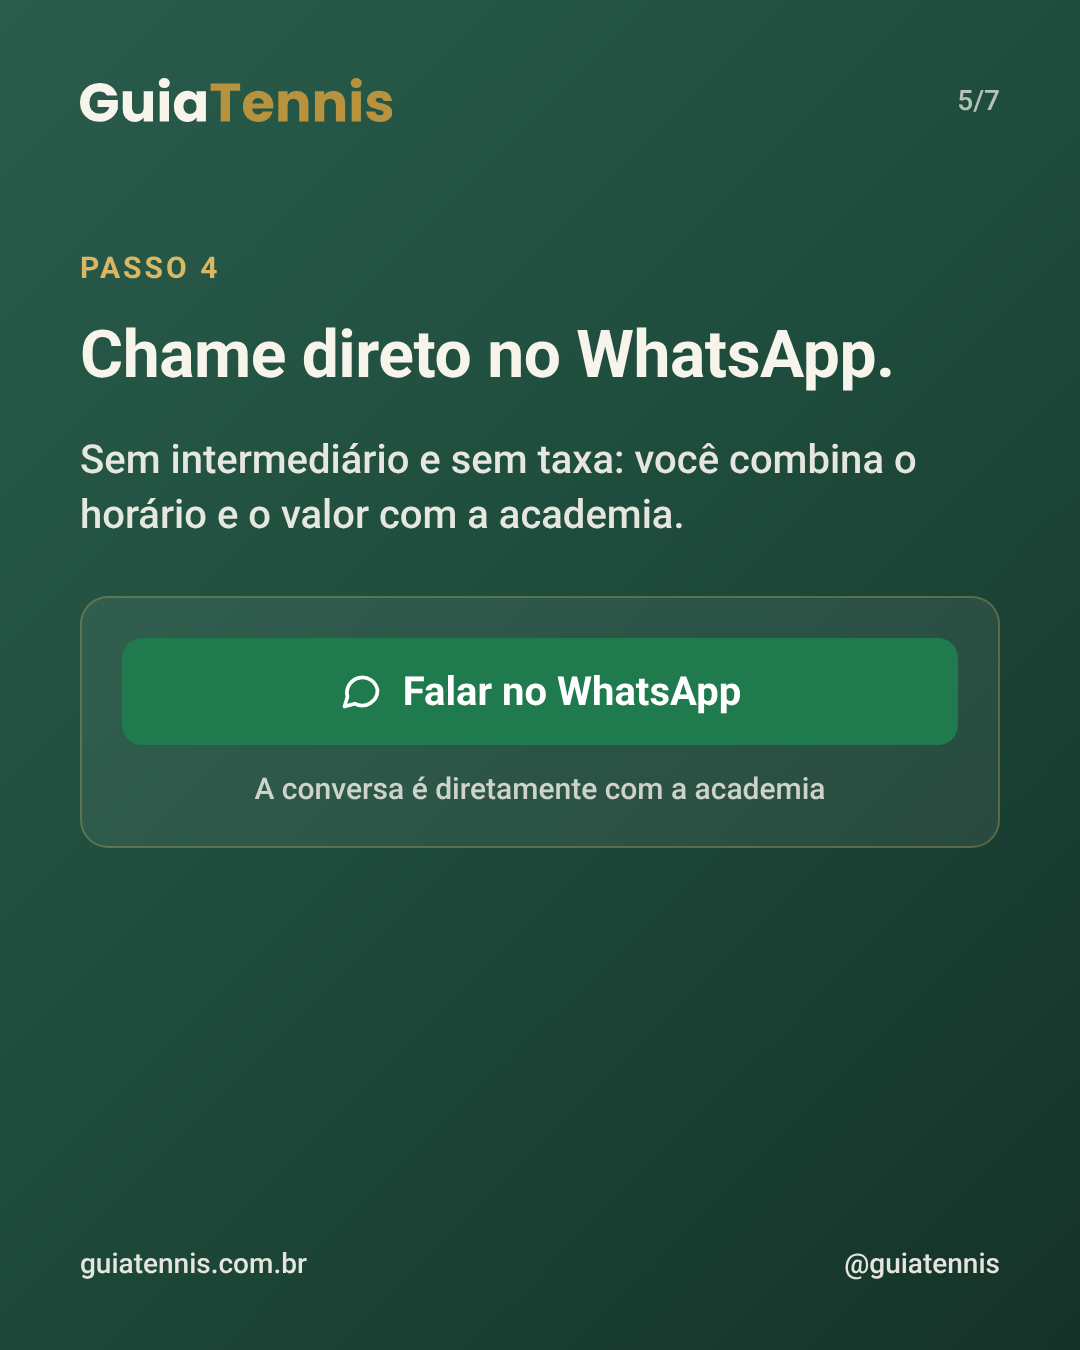 GuiaTennis
5/7
PASSO 4
Chame direto no WhatsApp.
Sem intermediário e sem taxa: você combina o
horário e o valor com a academia.
Falar no WhatsApp
A conversa é diretamente com a academia
guiatennis.com.br
@guiatennis